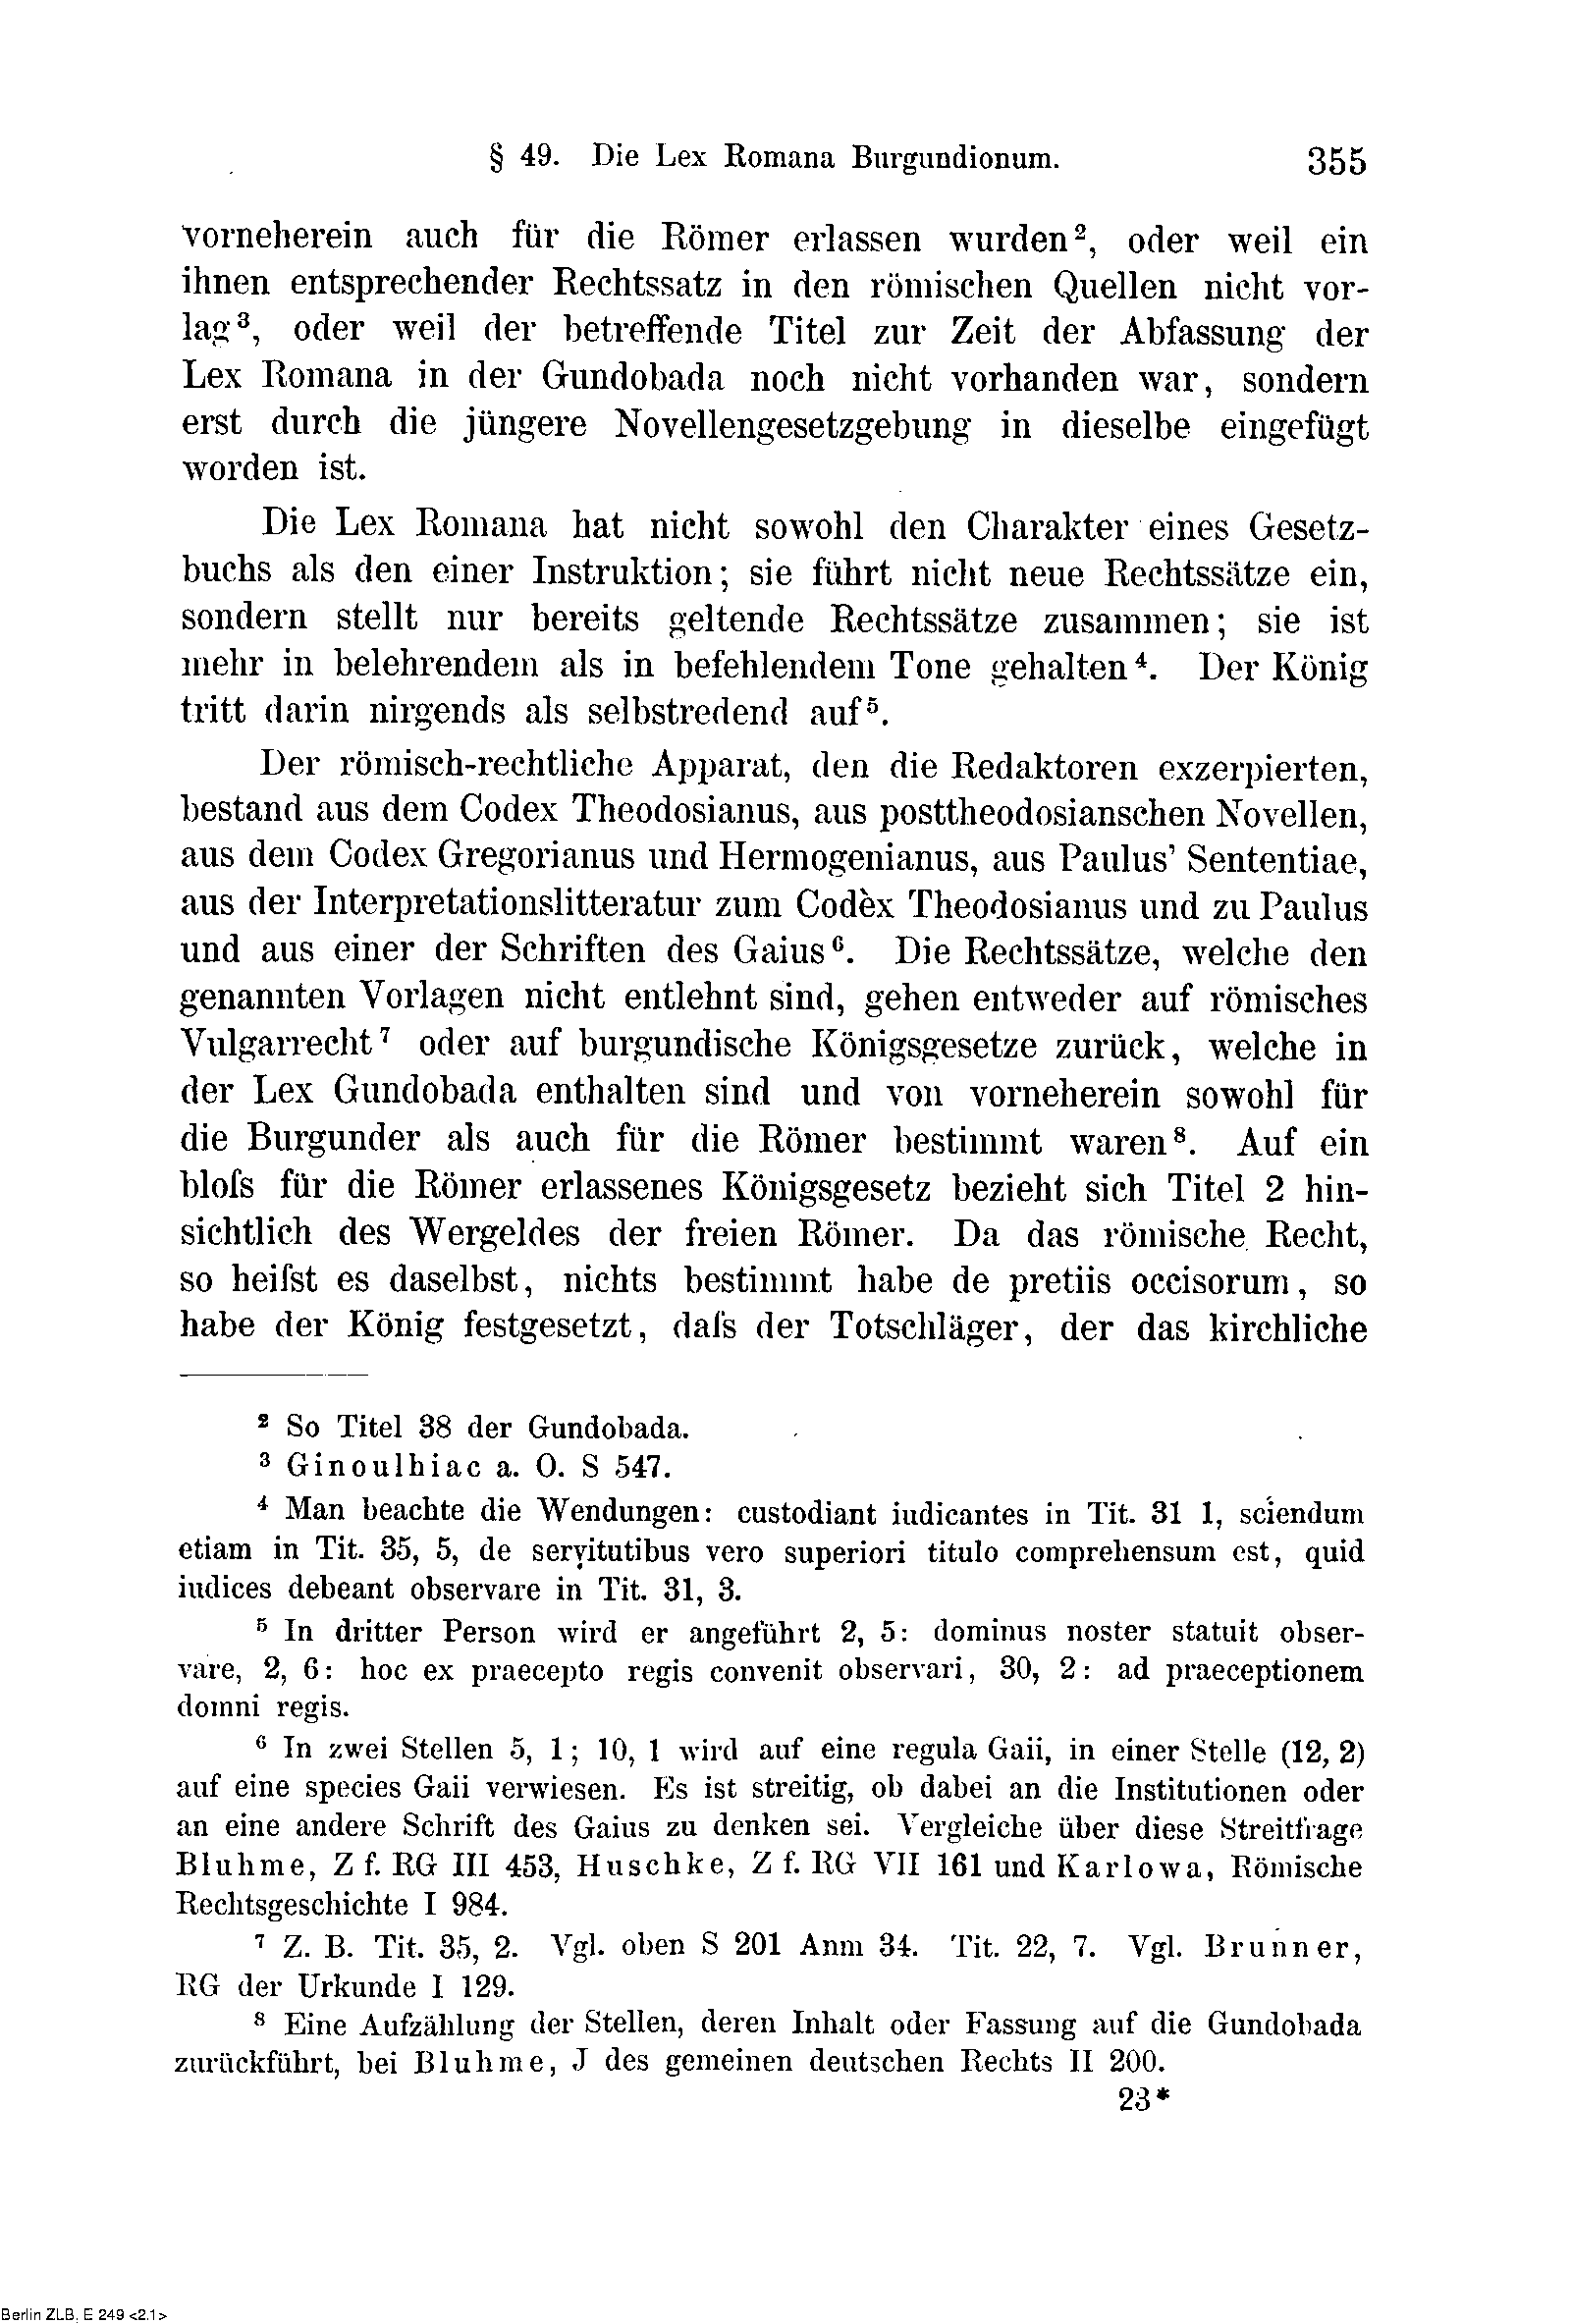 § 49. Die Lex Romana Burgundionum. 355
vorneherein auch für die Römer erlassen wurden², oder weil ein
ihnen entsprechender Rechtssatz in den römischen Quellen nicht vor-
lag³, oder weil der betreffende Titel zur Zeit der Abfassung der
Lex Romana in der Gundobada noch nicht vorhanden war, sondern
erst durch die jüngere Novellengesetzgebung in dieselbe eingefügt
worden ist.
Die Lex Romana hat nicht sowohl den Charakter eines Gesetz-
buchs als den einer Instruktion; sie führt nicht neue Rechtssätze ein,
sondern stellt nur bereits geltende Rechtssätze zusammen; sie ist
mehr in belehrendem als in befehlendem Tone gehalten⁴. Der König
tritt darin nirgends als selbstredend auf⁵.
Der römisch-rechtliche Apparat, den die Redaktoren exzerpierten,
bestand aus dem Codex Theodosianus, aus posttheodosianschen Novellen,
aus dem Codex Gregorianus und Hermogenianus, aus Paulus’ Sententiae,
aus der Interpretationslitteratur zum Codex Theodosianus und zu Paulus
und aus einer der Schriften des Gaius⁶. Die Rechtssätze, welche den
genannten Vorlagen nicht entlehnt sind, gehen entweder auf römisches
Vulgarrecht⁷ oder auf burgundische Königsgesetze zurück, welche in
der Lex Gundobada enthalten sind und von vorneherein sowohl für
die Burgunder als auch für die Römer bestimmt waren⁸. Auf ein
bloſs für die Römer erlassenes Königsgesetz bezieht sich Titel 2 hin-
sichtlich des Wergeldes der freien Römer. Da das römische Recht,
so heiſst es daselbst, nichts bestimmt habe de pretiis occisorum, so
habe der König festgesetzt, daſs der Totschläger, der das kirchliche
² So Titel 38 der Gundobada.
³ Ginoulhiac a. O. S 547.
⁴ Man beachte die Wendungen: custodiant iudicantes in Tit. 31 1, sciendum
etiam in Tit. 35, 5, de servitutibus vero superiori titulo comprehensum est, quid
iudices debeant observare in Tit. 31, 3.
⁵ In dritter Person wird er angeführt 2, 5: dominus noster statuit obser-
vare, 2, 6: hoc ex praecepto regis convenit observari, 30, 2: ad praeceptionem
domni regis.
⁶ In zwei Stellen 5, 1; 10, 1 wird auf eine regula Gaii, in einer Stelle (12, 2)
auf eine species Gaii verwiesen. Es ist streitig, ob dabei an die Institutionen oder
an eine andere Schrift des Gaius zu denken sei. Vergleiche über diese Streitfrage
Bluhme, Z f. RG III 453, Huschke, Z f. RG VII 161 und Karlowa, Römische
Rechtsgeschichte I 984.
⁷ Z. B. Tit. 35, 2. Vgl. oben S 201 Anm 34. Tit. 22, 7. Vgl. Brunner,
RG der Urkunde I 129.
⁸ Eine Aufzählung der Stellen, deren Inhalt oder Fassung auf die Gundobada
zurückführt, bei Bluhme, J des gemeinen deutschen Rechts II 200.
23*
Berlin ZLB, E 249 <2.1>